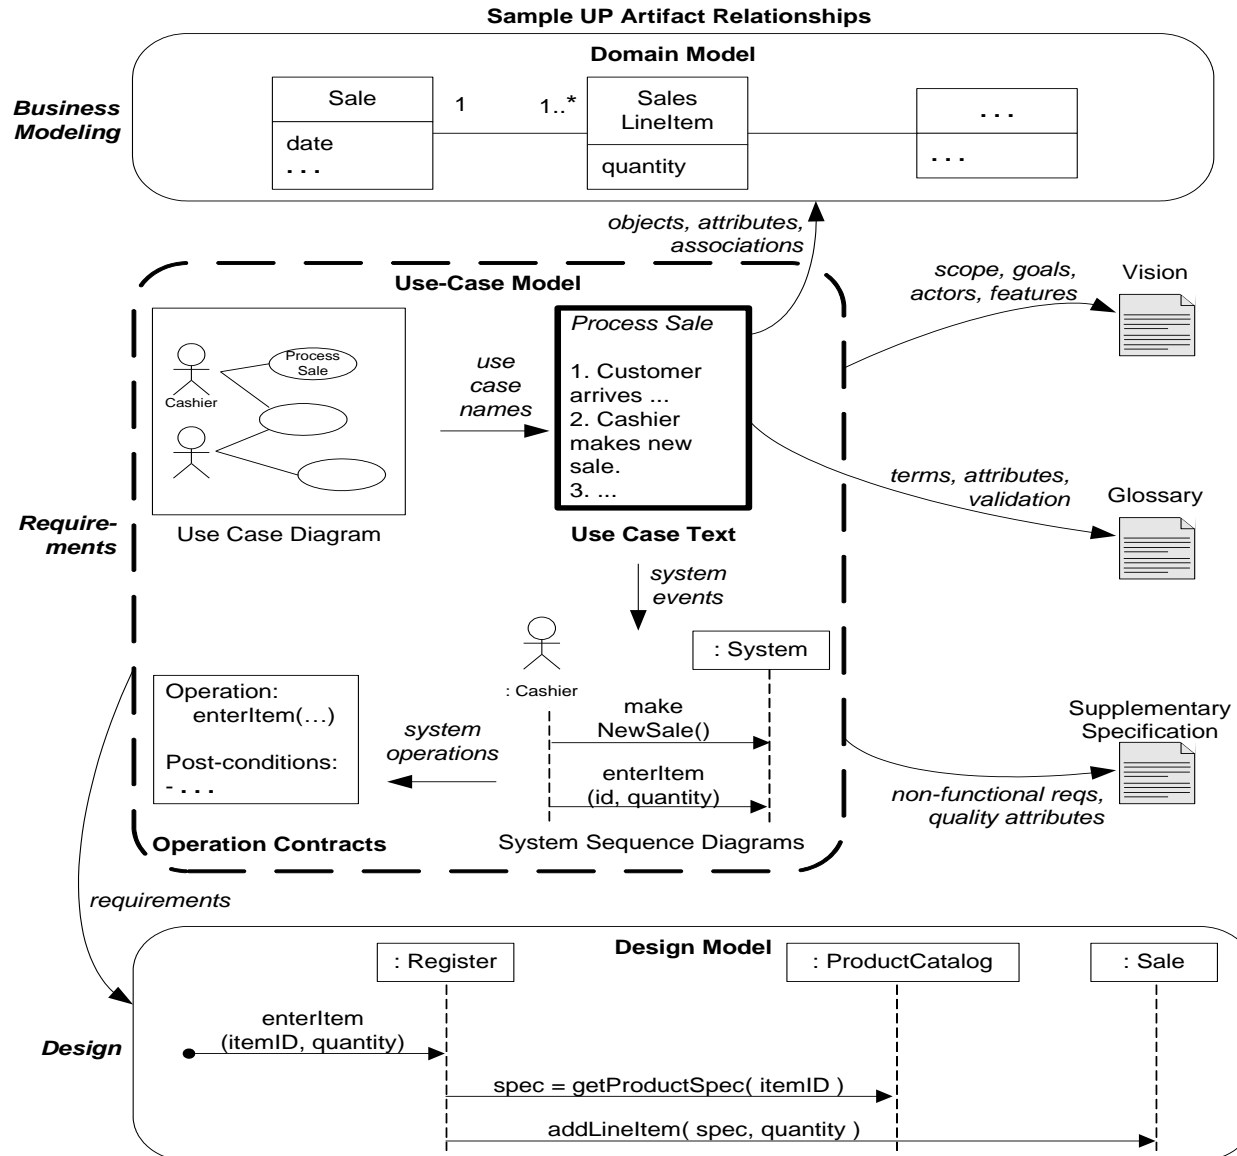 Sample UP Artifact Relationships
Domain Model
Business
Modeling
Sale
1
1..*
Sales
LineItem
. . .
date
. . .
quantity
. . .
objects, attributes,
associations
Use-Case Model
scope, goals,
actors, features
Vision
Process
Sale
Cashier
use
case
names
Process Sale
1. Customer
arrives ...
2. Cashier
makes new
sale.
3. ...
terms, attributes,
validation
Glossary
Require-
ments
Use Case Diagram
Use Case Text
system
events
: System
: Cashier
Operation:
enterItem(…)
Post-conditions:
- . . .
system
operations
make
NewSale()
enterItem
(id, quantity)
Supplementary
Specification
non-functional reqs,
quality attributes
Operation Contracts
System Sequence Diagrams
requirements
Design Model
: Register
: ProductCatalog
: Sale
Design
enterItem
(itemID, quantity)
spec = getProductSpec( itemID )
addLineItem( spec, quantity )